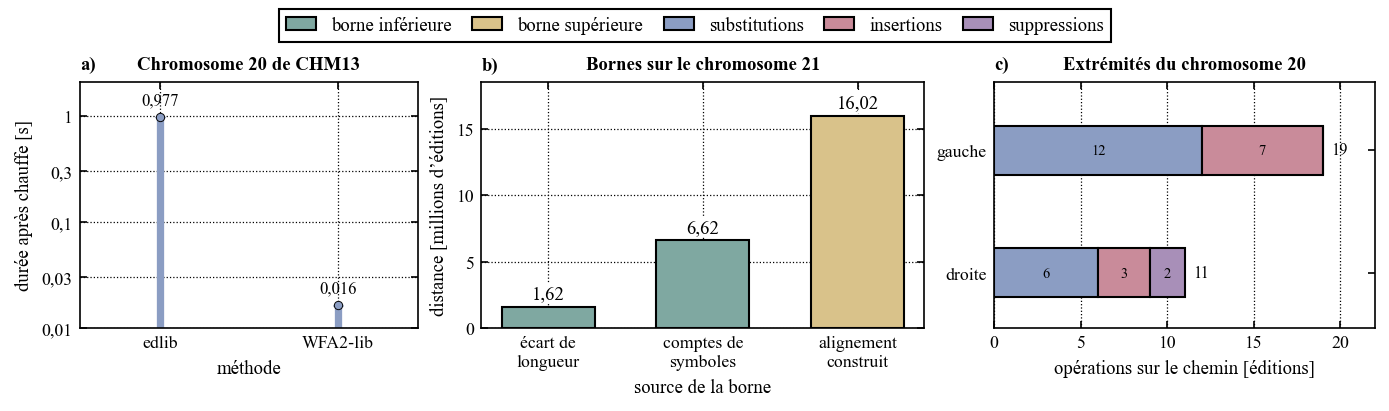 borne inférieure borne supérieure substitutions insertions suppressions
a) Chromosome 20 de CHM13
durée après chauffe [s]
1
0,3
0,1
0,03
0,01
0,977
0,016
edlib WFA2-lib
méthode
b) Bornes sur le chromosome 21
distance [millions d’éditions]
15
10
5
0
1,62
6,62
16,02
écart de longueur
comptes de symboles
alignement construit
source de la borne
c) Extrémités du chromosome 20
gauche 12 7 19
droite 6 3 2 11
0 5 10 15 20
opérations sur le chemin [éditions]